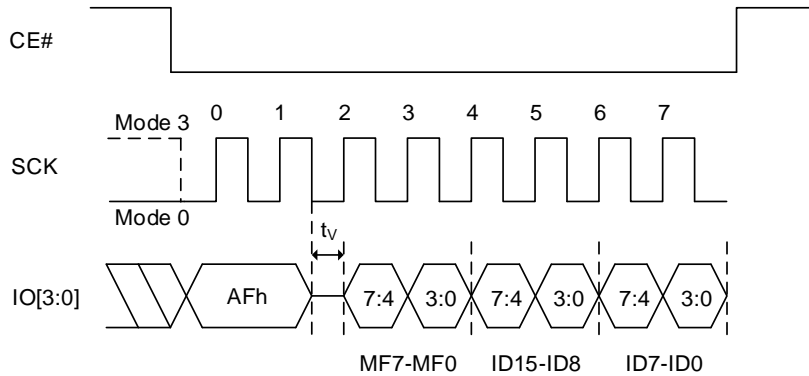 CE#
0 1 2 3 4 5 6 7
Mode 3
SCK
Mode 0
tV
IO[3:0] AFh 7:4 3:0 7:4 3:0 7:4 3:0
MF7-MF0 ID15-ID8 ID7-ID0